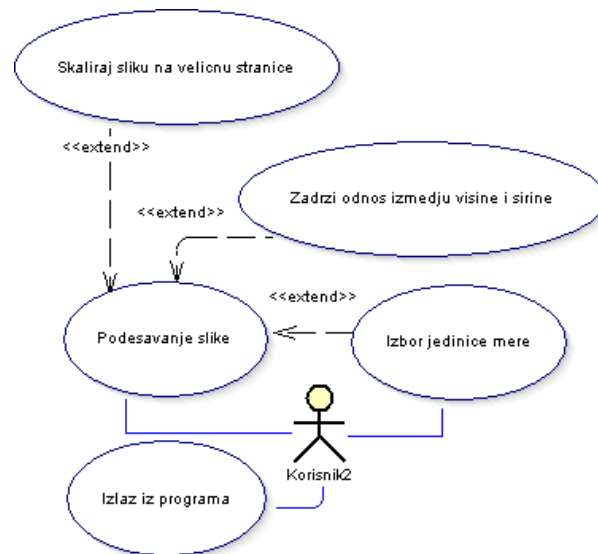 Skaliraj sliku na velicnu stranice
<<extend>>
Zadrzi odnos izmedju visine i sirine
<<extend>>
<<extend>>
Podesavanje slike
Izbor jedinice mere
Korisnik2
Izlaz iz programa